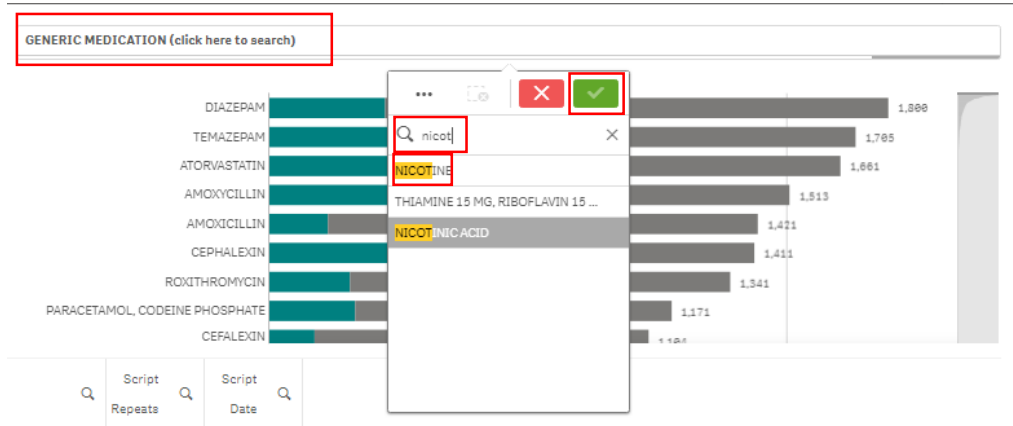 GENERIC MEDICATION (click here to search)
DIAZEPAM
1,800
TEMAZEPAM
1,705
nicot
ATORVASTATIN
NICOTINE
1,661
AMOXYCILLIN
THIAMINE 15 MG, RIBOFLAVIN 15 ...
1,513
AMOXICILLIN
NICOTINIC ACID
1,421
CEPHALEXIN
1,411
ROXITHROMYCIN
1,341
PARACETAMOL, CODEINE PHOSPHATE
1,171
CEFALEXIN
Script
Repeats
Script
Date